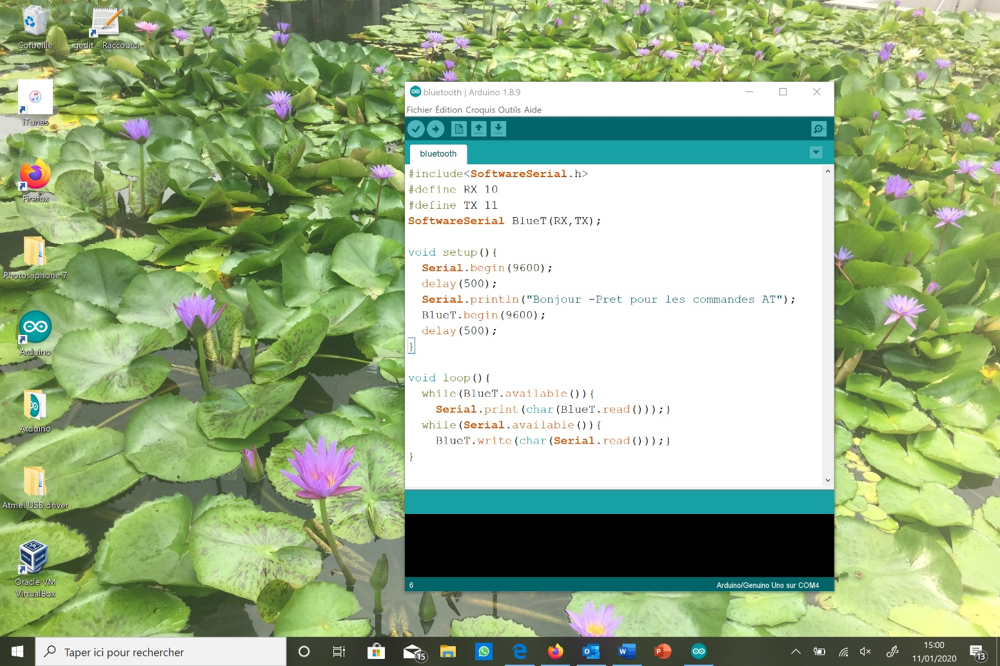 Corbeille
gedit - Raccourci
iTunes
Firefox
Photos iphone 7
Arduino
Arduino
Atmel USB driver
Oracle VM
VirtualBox
bluetooth | Arduino 1.8.9
Fichier Édition Croquis Outils Aide
bluetooth
#include<SoftwareSerial.h>
#define RX 10
#define TX 11
SoftwareSerial BlueT(RX,TX);
void setup(){
Serial.begin(9600);
delay(500);
Serial.println("Bonjour -Pret pour les commandes AT");
BlueT.begin(9600);
delay(500);
}
void loop(){
while(BlueT.available()){
Serial.print(char(BlueT.read()));}
while(Serial.available()){
BlueT.write(char(Serial.read()));}
}
6
Arduino/Genuino Uno sur COM4
Taper ici pour rechercher
15
15:00
11/01/2020
13